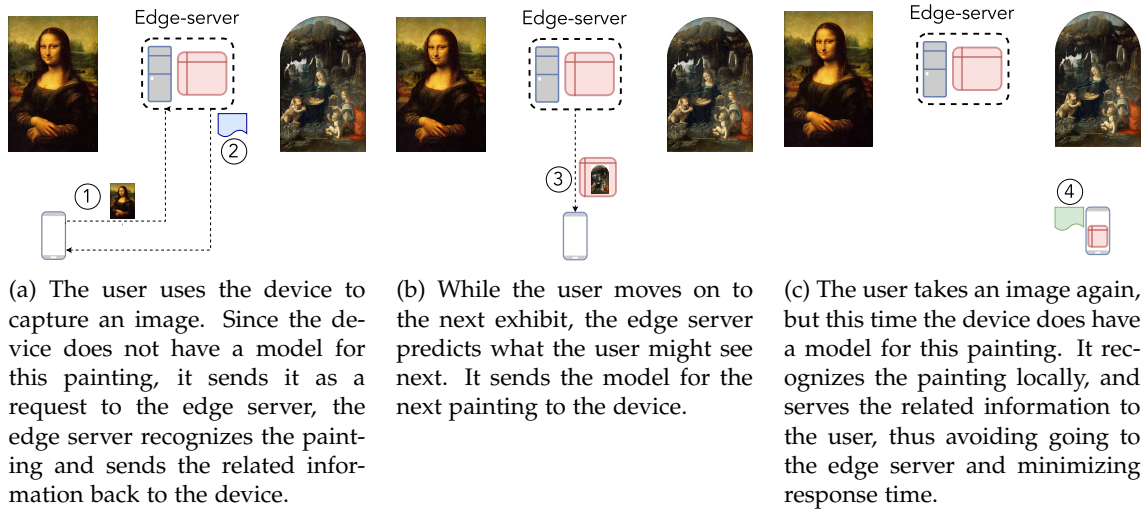 Edge-server
1
2
(a) The user uses the device to
capture an image. Since the de-
vice does not have a model for
this painting, it sends it as a
request to the edge server, the
edge server recognizes the paint-
ing and sends the related infor-
mation back to the device.
Edge-server
3
(b) While the user moves on to
the next exhibit, the edge server
predicts what the user might see
next. It sends the model for the
next painting to the device.
Edge-server
4
(c) The user takes an image again,
but this time the device does have
a model for this painting. It rec-
ognizes the painting locally, and
serves the related information to
the user, thus avoiding going to
the edge server and minimizing
response time.